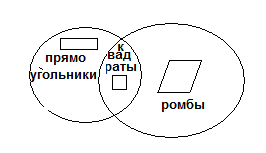 прямо
угольники
к
вад
раты
ромбы